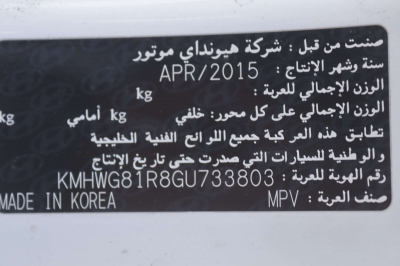 صنعت من قبل : شركة هيونداي موتور
سنة وشهر الإنتاج : APR/2015
الوزن الإجمالي للعربة : kg
الوزن الإجمالي على كل محور: خلفي kg أمامي kg
تطابق هذه العركبة جميع اللوائح الفنية الخليجية
و الوطنية للسيارات التي صدرت حتى تاريخ الإنتاج
رقم الهوية للعربة : KMHWG81R8GU733803
صنف العربة : MPV MADE IN KOREA